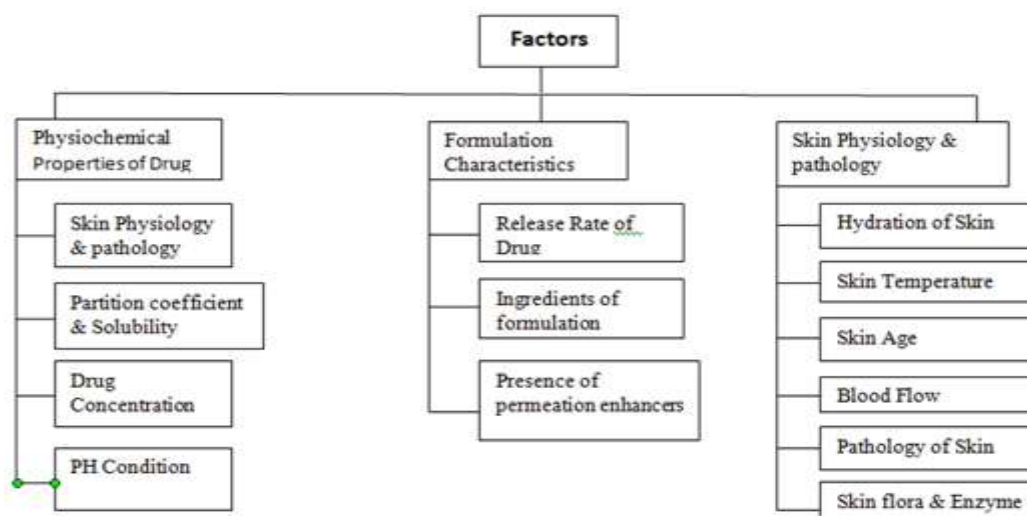 Factors
Physiochemical
Properties of Drug
Skin Physiology
& pathology
Partition coefficient
& Solubility
Drug
Concentration
PH Condition
Formulation
Characteristics
Release Rate of
Drug
Ingredients of
formulation
Presence of
permeation enhancers
Skin Physiology &
pathology
Hydration of Skin
Skin Temperature
Skin Age
Blood Flow
Pathology of Skin
Skin flora & Enzyme